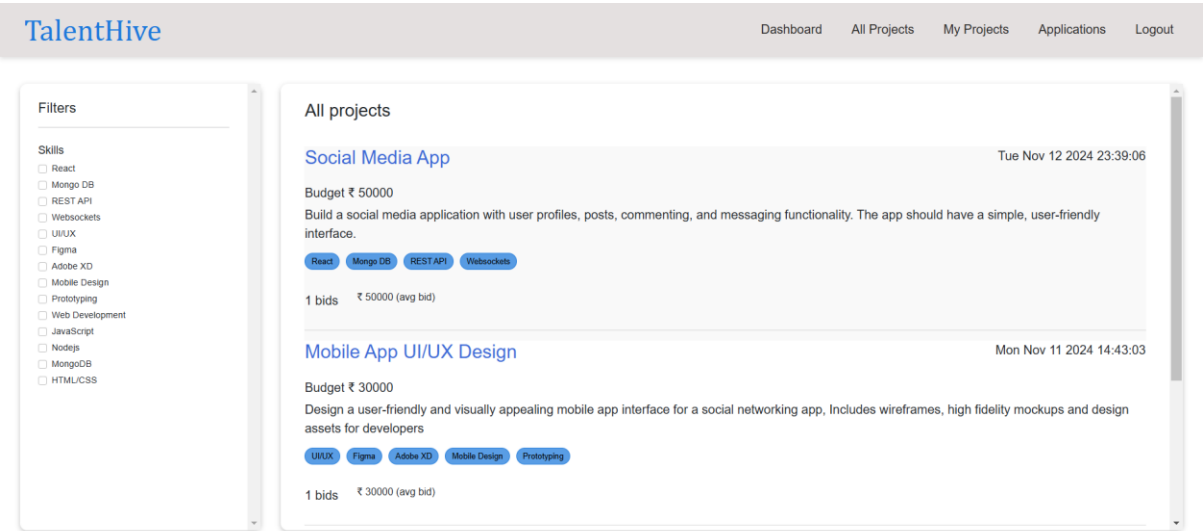 TalentHive
Dashboard All Projects My Projects Applications Logout
Filters
Skills
React
Mongo DB
REST API
Websockets
UI/UX
Figma
Adobe XD
Mobile Design
Prototyping
Web Development
JavaScript
Nodejs
MongoDB
HTML/CSS
All projects
Social Media App Tue Nov 12 2024 23:39:06
Budget ₹ 50000
Build a social media application with user profiles, posts, commenting, and messaging functionality. The app should have a simple, user-friendly
interface.
React Mongo DB REST API Websockets
1 bids ₹ 50000 (avg bid)
Mobile App UI/UX Design Mon Nov 11 2024 14:43:03
Budget ₹ 30000
Design a user-friendly and visually appealing mobile app interface for a social networking app, Includes wireframes, high fidelity mockups and design
assets for developers
UI/UX Figma Adobe XD Mobile Design Prototyping
1 bids ₹ 30000 (avg bid)